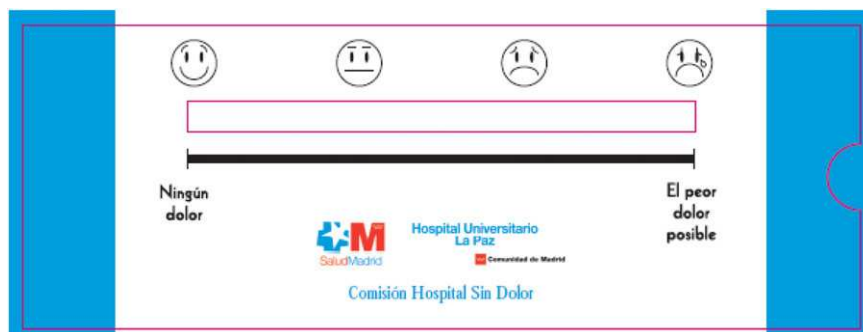 Ningún
dolor
El peor
dolor
posible
SaludMadrid
Hospital Universitario
La Paz
Comunidad de Madrid
Comisión Hospital Sin Dolor